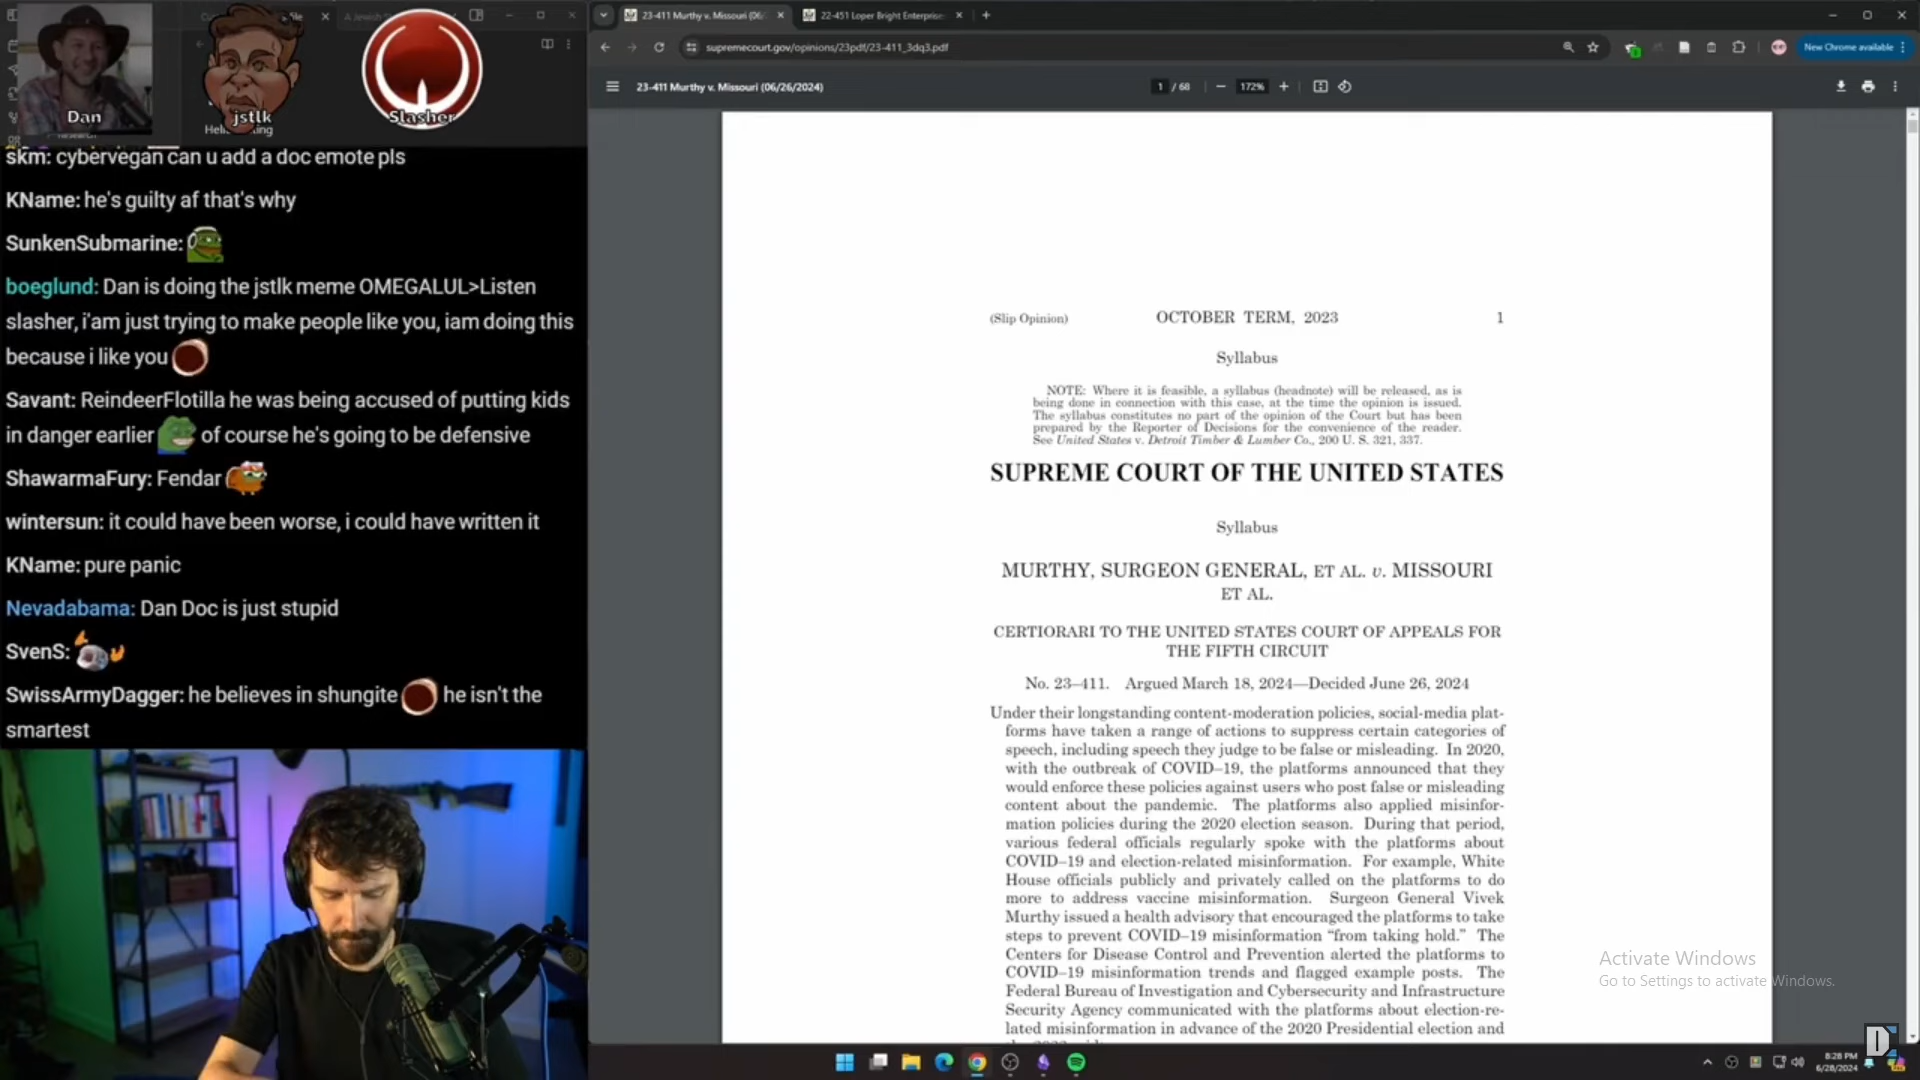 23-411 Murthy v. Missouri (06/
22-451 Loper Bright Enterprise
supremecourt.gov/opinions/23pdf/23-411_3dq3.pdf
New Chrome available
23-411 Murthy v. Missouri (06/26/2024)
1 / 68
172%
Dan
jstlk
Slasher
skm: cybervegan can u add a doc emote pls
KName: he's guilty af that's why
SunkenSubmarine:
boeglund: Dan is doing the jstlk meme OMEGALUL>Listen
slasher, i'am just trying to make people like you, iam doing this
because i like you
Savant: ReindeerFlotilla he was being accused of putting kids
in danger earlier of course he's going to be defensive
ShawarmaFury: Fendar
wintersun: it could have been worse, i could have written it
KName: pure panic
Nevadabama: Dan Doc is just stupid
SvenS:
SwissArmyDagger: he believes in shungite he isn't the
smartest
(Slip Opinion) OCTOBER TERM, 2023 1
Syllabus
NOTE: Where it is feasible, a syllabus (headnote) will be released, as is
being done in connection with this case, at the time the opinion is issued.
The syllabus constitutes no part of the opinion of the Court but has been
prepared by the Reporter of Decisions for the convenience of the reader.
See United States v. Detroit Timber & Lumber Co., 200 U. S. 321, 337.
SUPREME COURT OF THE UNITED STATES
Syllabus
MURTHY, SURGEON GENERAL, ET AL. v. MISSOURI
ET AL.
CERTIORARI TO THE UNITED STATES COURT OF APPEALS FOR
THE FIFTH CIRCUIT
No. 23–411. Argued March 18, 2024—Decided June 26, 2024
Under their longstanding content-moderation policies, social-media plat-
forms have taken a range of actions to suppress certain categories of
speech, including speech they judge to be false or misleading. In 2020,
with the outbreak of COVID–19, the platforms announced that they
would enforce these policies against users who post false or misleading
content about the pandemic. The platforms also applied misinfor-
mation policies during the 2020 election season. During that period,
various federal officials regularly spoke with the platforms about
COVID–19 and election-related misinformation. For example, White
House officials publicly and privately called on the platforms to do
more to address vaccine misinformation. Surgeon General Vivek
Murthy issued a health advisory that encouraged the platforms to take
steps to prevent COVID–19 misinformation “from taking hold.” The
Centers for Disease Control and Prevention alerted the platforms to
COVID–19 misinformation trends and flagged example posts. The
Federal Bureau of Investigation and Cybersecurity and Infrastructure
Security Agency communicated with the platforms about election-re-
lated misinformation in advance of the 2020 Presidential election and
Activate Windows
Go to Settings to activate Windows.
8:28 PM
6/28/2024